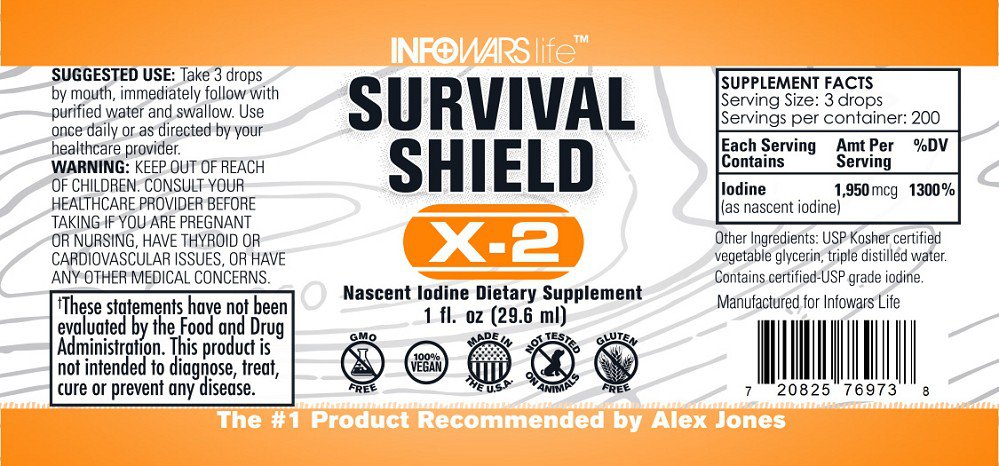 INFOWARS life™
SUGGESTED USE: Take 3 drops
by mouth, immediately follow with
purified water and swallow. Use
once daily or as directed by your
healthcare provider.
WARNING: KEEP OUT OF REACH
OF CHILDREN. CONSULT YOUR
HEALTHCARE PROVIDER BEFORE
TAKING IF YOU ARE PREGNANT
OR NURSING, HAVE THYROID OR
CARDIOVASCULAR ISSUES, OR HAVE
ANY OTHER MEDICAL CONCERNS.
†These statements have not been
evaluated by the Food and Drug
Administration. This product is
not intended to diagnose, treat,
cure or prevent any disease.
SURVIVAL
SHIELD
X-2
Nascent Iodine Dietary Supplement
1 fl. oz (29.6 ml)
GMO
FREE
100%
VEGAN
MADE IN
THE U.S.A.
NOT TESTED
ON ANIMALS
GLUTEN
FREE
SUPPLEMENT FACTS
Serving Size: 3 drops
Servings per container: 200
Each Serving Amt Per %DV
Contains Serving
Iodine 1,950 mcg 1300%
(as nascent iodine)
Other Ingredients: USP Kosher certified
vegetable glycerin, triple distilled water.
Contains certified-USP grade iodine.
Manufactured for Infowars Life
7 20825 76973 8
The #1 Product Recommended by Alex Jones